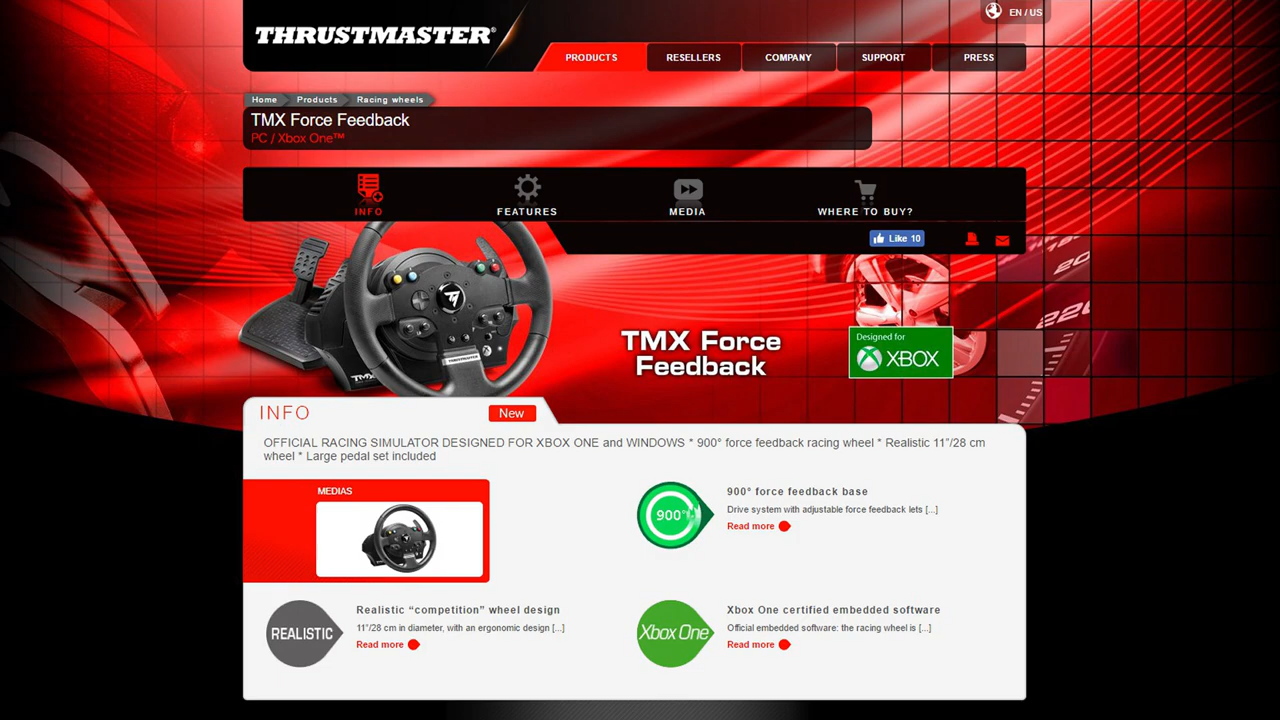 THRUSTMASTER®
EN / US
PRODUCTS
RESELLERS
COMPANY
SUPPORT
PRESS
Home
Products
Racing wheels
TMX Force Feedback
PC / Xbox One™
INFO
FEATURES
MEDIA
WHERE TO BUY?
Like 10
TMX
THRUSTMASTER
TMX Force
Feedback
Designed for
XBOX
200
220
INFO
New
OFFICIAL RACING SIMULATOR DESIGNED FOR XBOX ONE and WINDOWS * 900° force feedback racing wheel * Realistic 11"/28 cm
wheel * Large pedal set included
MEDIAS
900°
900° force feedback base
Drive system with adjustable force feedback lets [...]
Read more
REALISTIC
Realistic “competition” wheel design
11"/28 cm in diameter, with an ergonomic design [...]
Read more
Xbox One
Xbox One certified embedded software
Official embedded software: the racing wheel is [...]
Read more